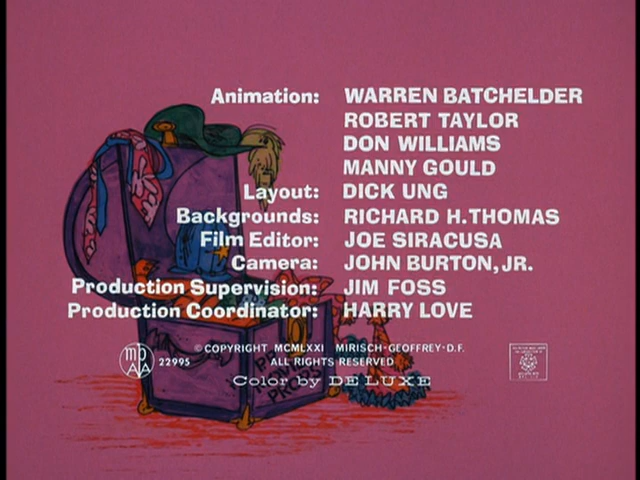 Animation: WARREN BATCHELDER
ROBERT TAYLOR
DON WILLIAMS
MANNY GOULD
Layout: DICK UNG
Backgrounds: RICHARD H. THOMAS
Film Editor: JOE SIRACUSA
Camera: JOHN BURTON, JR.
Production Supervision: JIM FOSS
Production Coordinator: HARRY LOVE
© COPYRIGHT MCMLXXI MIRISCH-GEOFFREY-D.F.
ALL RIGHTS RESERVED
22995
Color by DE LUXE